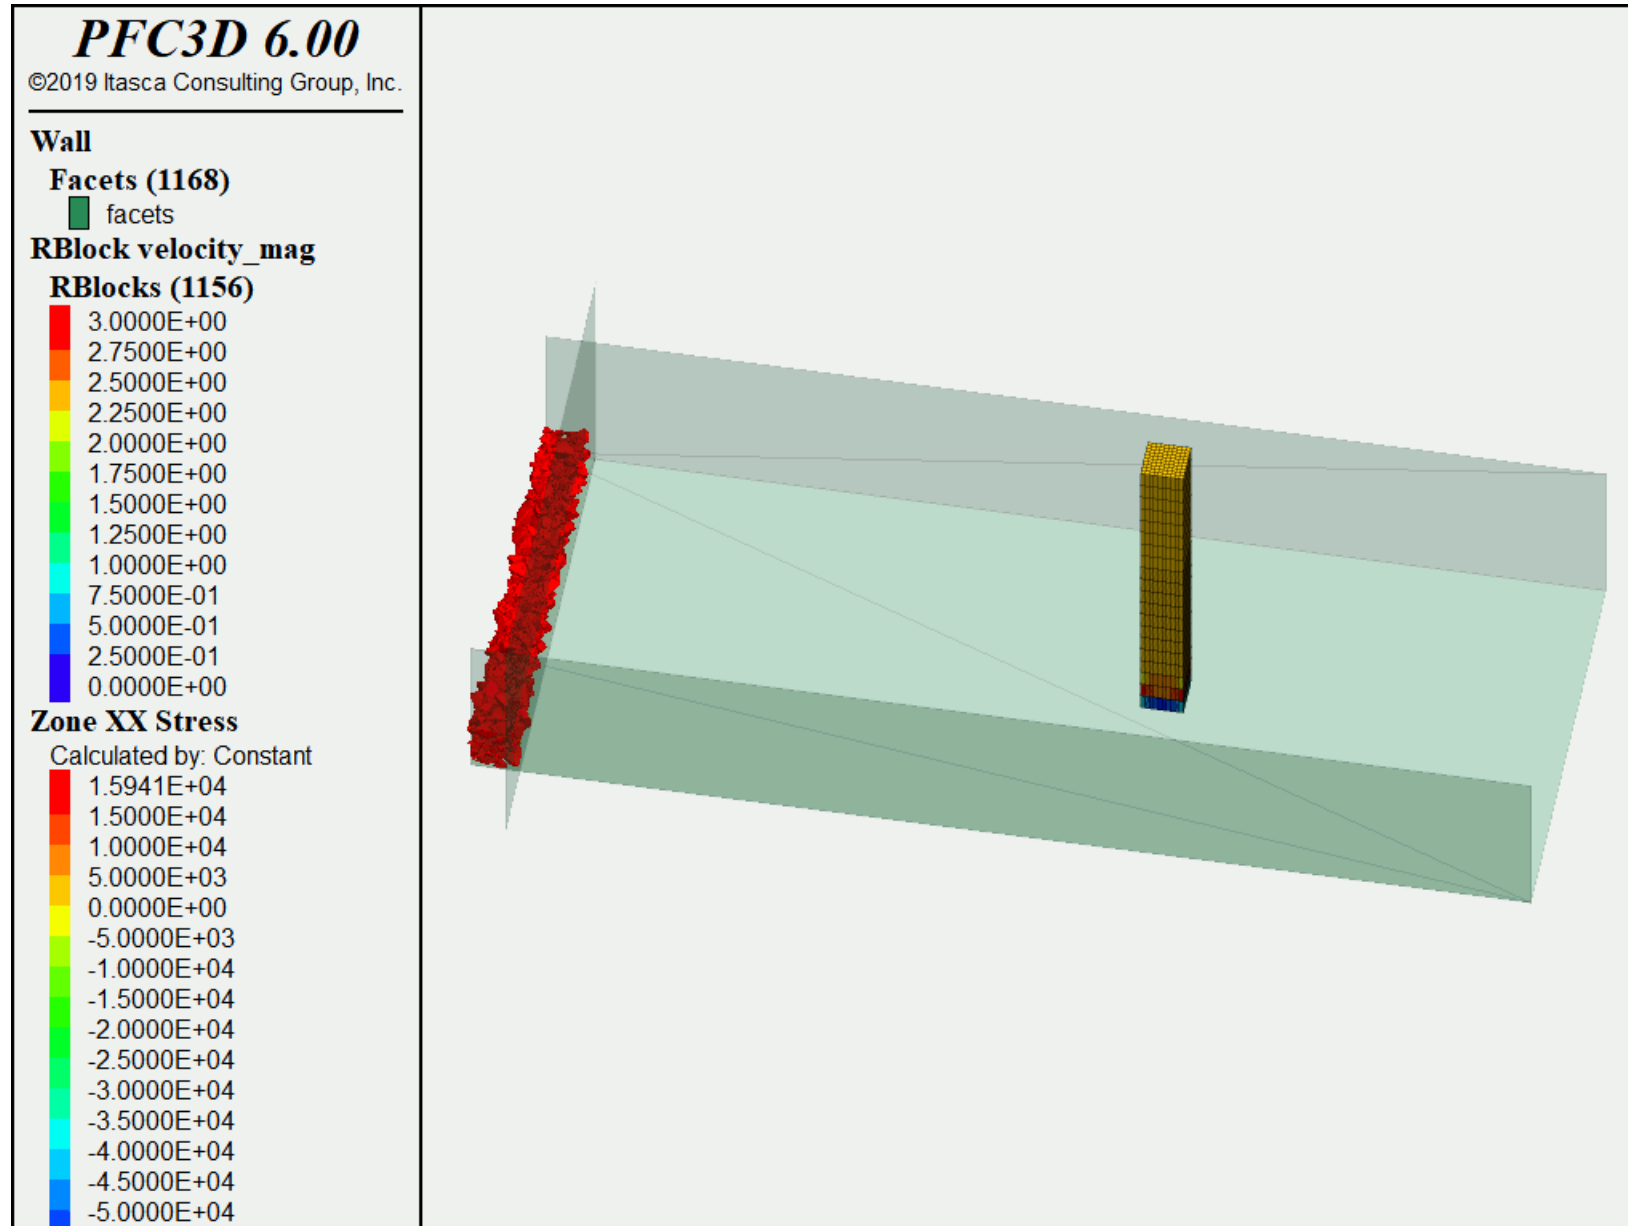 PFC3D 6.00
©2019 Itasca Consulting Group, Inc.
Wall
Facets (1168)
facets
RBlock velocity_mag
RBlocks (1156)
3.0000E+00
2.7500E+00
2.5000E+00
2.2500E+00
2.0000E+00
1.7500E+00
1.5000E+00
1.2500E+00
1.0000E+00
7.5000E-01
5.0000E-01
2.5000E-01
0.0000E+00
Zone XX Stress
Calculated by: Constant
1.5941E+04
1.5000E+04
1.0000E+04
5.0000E+03
0.0000E+00
-5.0000E+03
-1.0000E+04
-1.5000E+04
-2.0000E+04
-2.5000E+04
-3.0000E+04
-3.5000E+04
-4.0000E+04
-4.5000E+04
-5.0000E+04